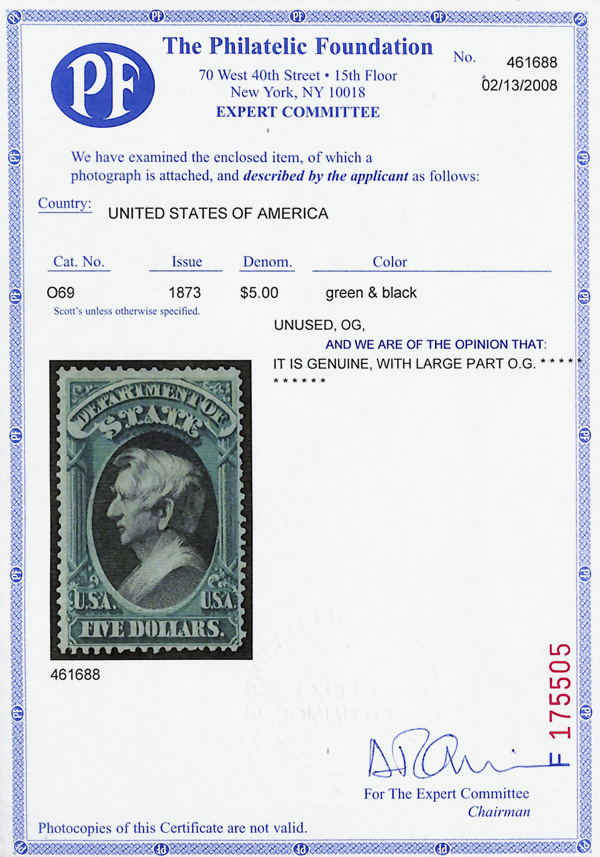 PF
The Philatelic Foundation
70 West 40th Street • 15th Floor
New York, NY 10018
EXPERT COMMITTEE
No. 461688
02/13/2008
We have examined the enclosed item, of which a
photograph is attached, and described by the applicant as follows:
Country: UNITED STATES OF AMERICA
Cat. No. Issue Denom. Color
O69 1873 $5.00 green & black
Scott's unless otherwise specified.
UNUSED, OG,
AND WE ARE OF THE OPINION THAT:
IT IS GENUINE, WITH LARGE PART O.G. * * * * *
* * * * * *
DEPARTMENT OF
STATE
U.S.A. U.S.A.
FIVE DOLLARS.
461688
F 175505
For The Expert Committee
Chairman
Photocopies of this Certificate are not valid.